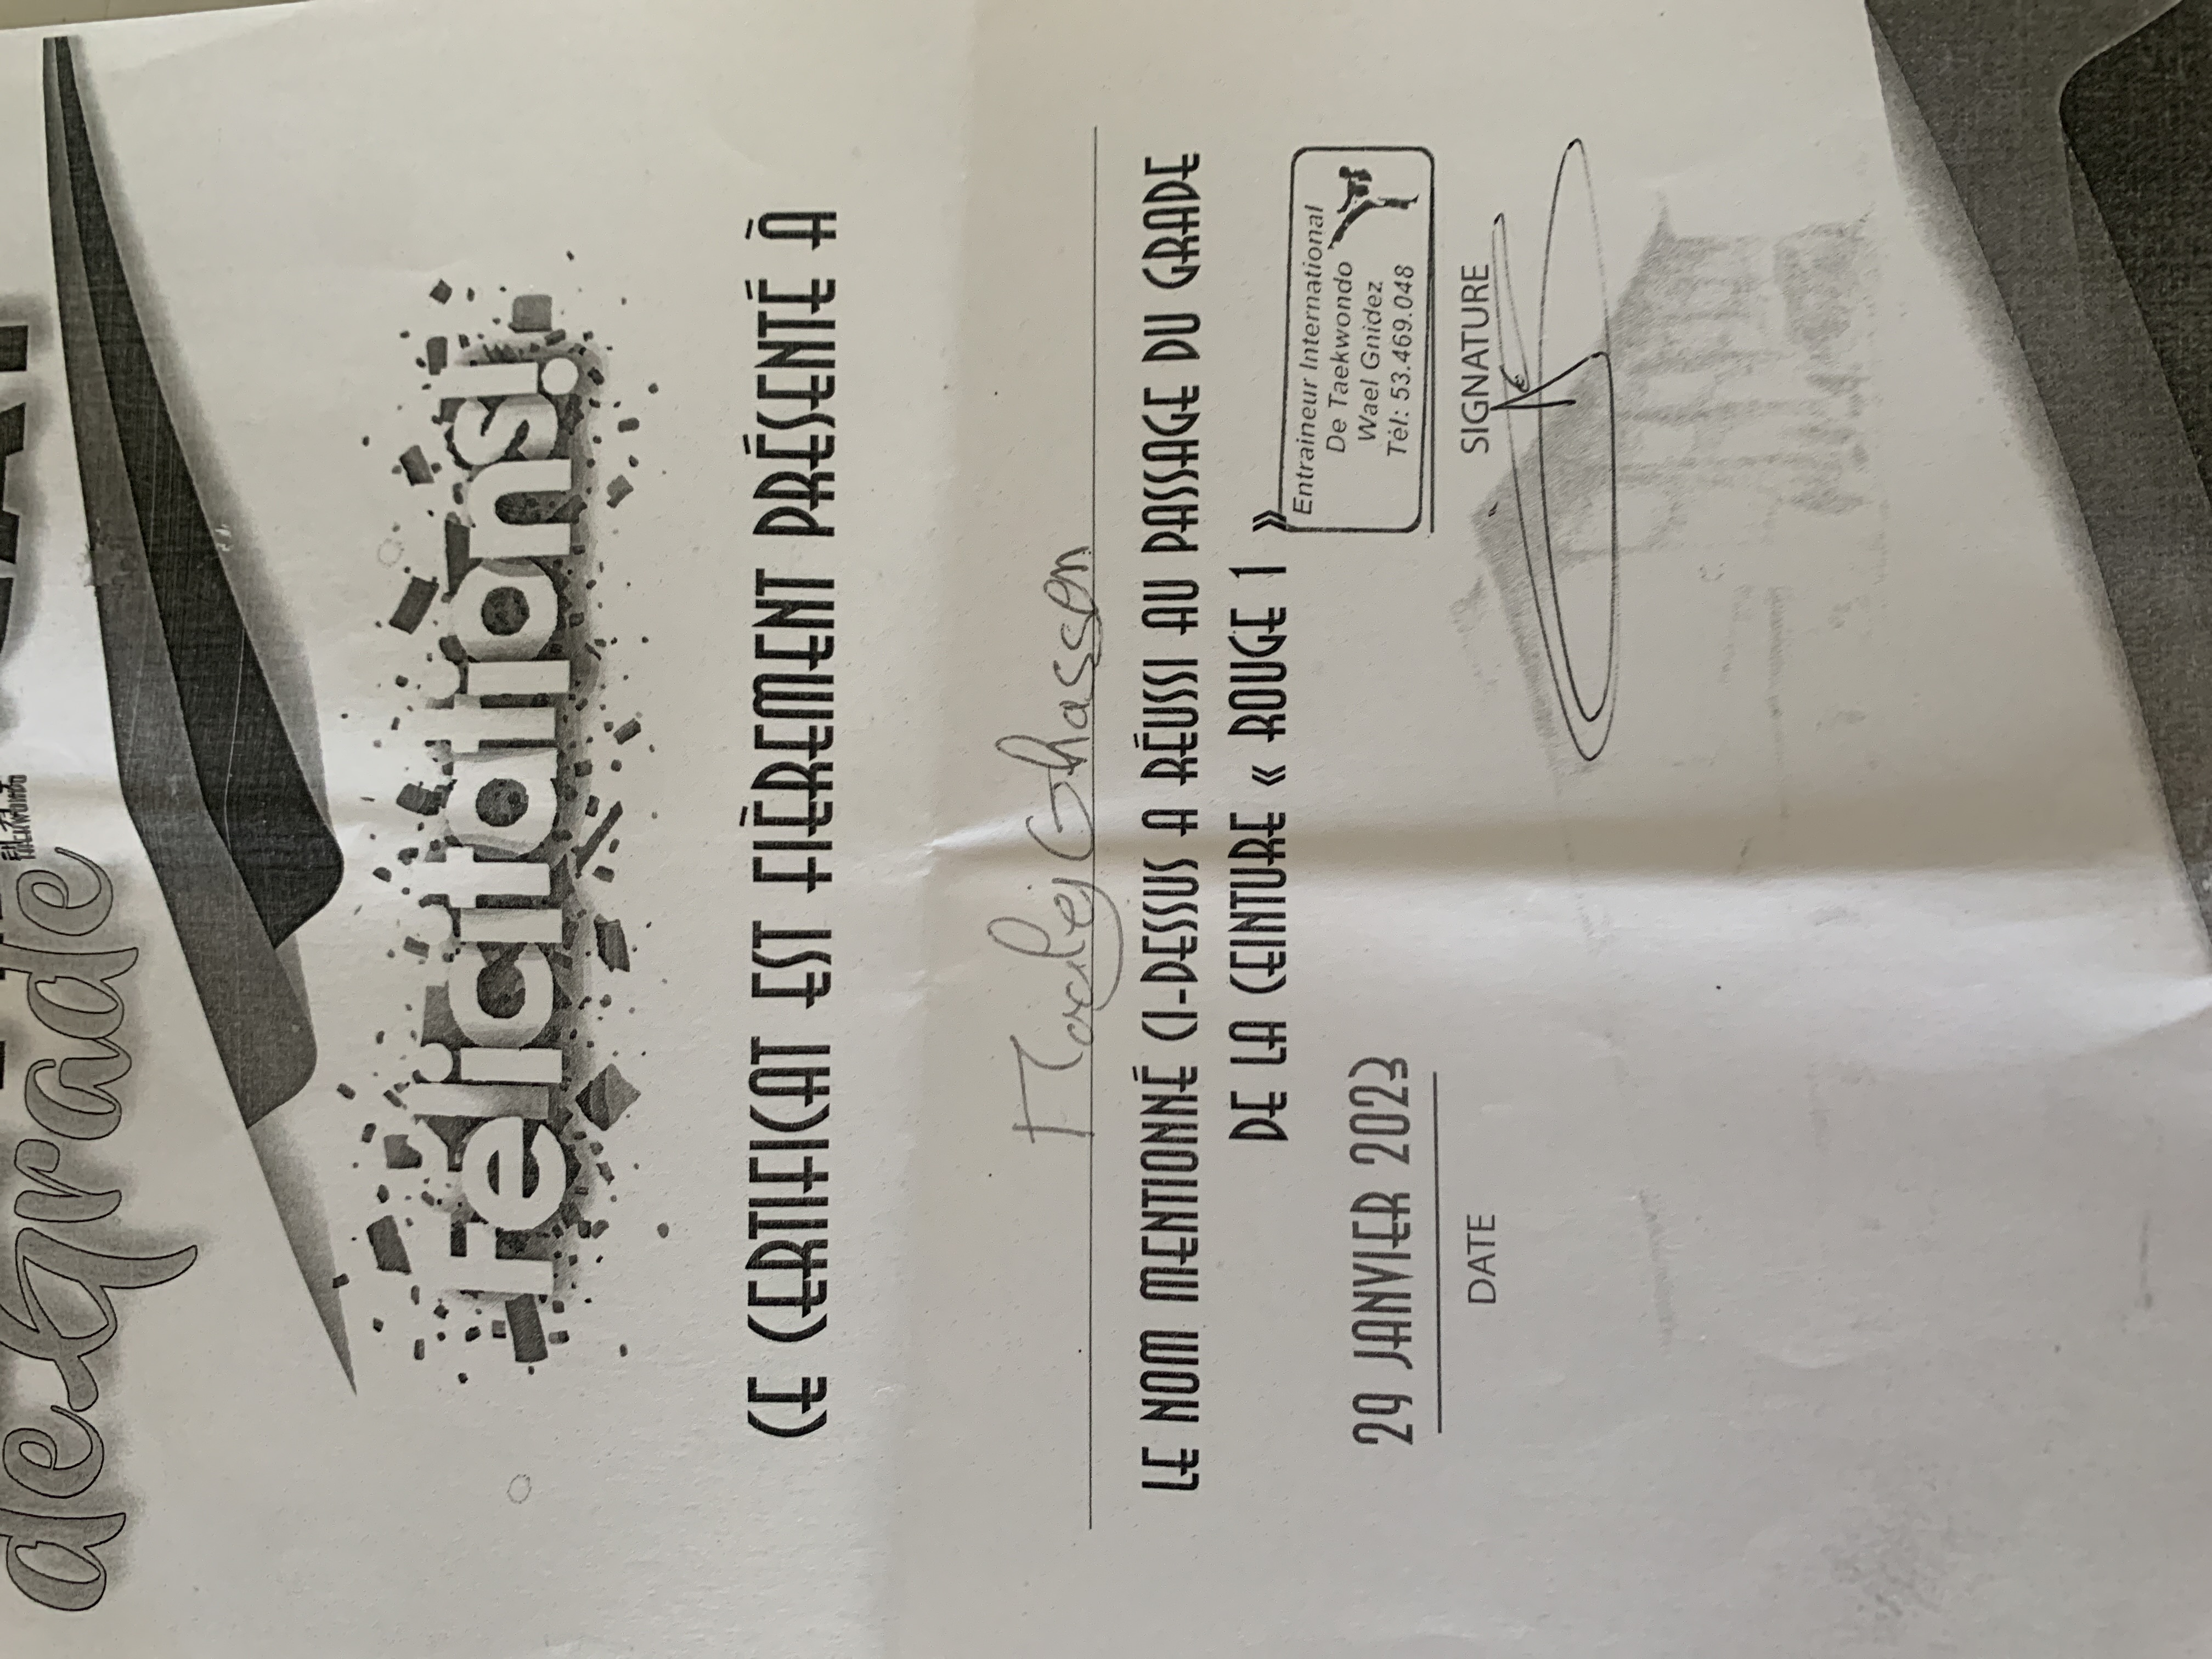 de Grade
Félicitations!
CE CERTIFICAT EST FIÈREMENT PRÉSENTÉ À
Ghassen
LE NOM MENTIONNÉ CI-DESSUS A RÉUSSI AU PASSAGE DU GRADE
DE LA CEINTURE « ROUGE 1 »
29 JANVIER 2023
DATE
Entraineur International
De Taekwondo
Wael Gnidez
Tél: 53.469.048
SIGNATURE